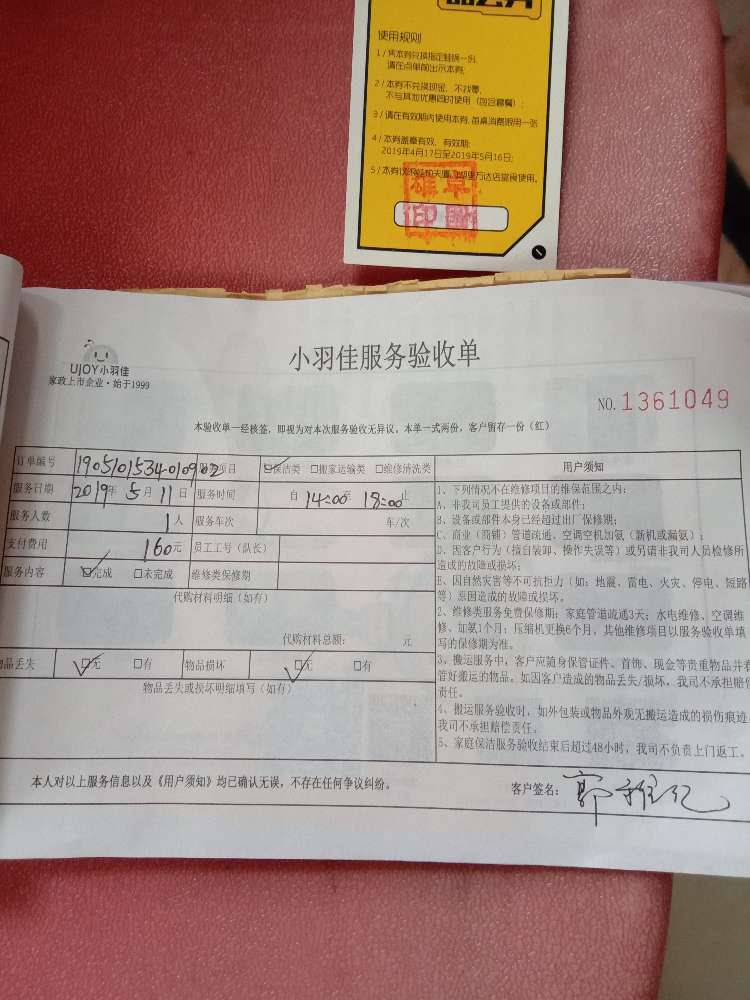 使用规则
1/凭本券兑换指定蛙锅一份,
请在点单前出示本券;
2/本券不兑换现金、不找零,
不与其他优惠同时使用（包含套餐）;
3/请在有效期内使用本券,每桌消费限用一张
4/本券盖章有效, 有效期:
2019年4月17日至2019年5月16日;
UJOY小羽佳
家政上市企业·始于1999
小羽佳服务验收单
NO.1361049
本验收单一经核签，即视为对本次服务验收无异议。本单一式两份，客户留存一份（红）
订单编号 190510153401090202 服务项目 ☑保洁类 □搬家运输类 □维修清洗类
服务日期 2019年5月11日 服务时间 自 14:00 至 18:00 止
服务人数 1人 服务车次 车/次
支付费用 160元 员工工号（队长）
服务内容 ☑完成 □未完成 维修类保修期
代购材料明细（如有）
代购材料总额: 元
物品丢失 ☑无 □有 物品损坏 ☑无 □有
物品丢失或损坏明细填写（如有）
用户须知
1、下列情况不在维修项目的维保范围之内:
A、非我司员工提供的设备或部件;
B、设备或部件本身已经超过出厂保修期;
C、商业（商铺）管道疏通、空调空机加氨（新机或漏氨）;
D、因客户行为（擅自装卸、操作失误等）或另请非我司人员检修所
造成的故障或损坏;
E、因自然灾害等不可抗拒力（如: 地震、雷电、火灾、停电、短路
等）原因造成的故障或损坏。
2、维修类服务免费保修期: 家庭管道疏通3天; 水电维修、空调维
修、加氨1个月; 压缩机更换6个月, 其他维修项目以服务验收单填
写的保修期为准。
3、搬运服务中, 客户应随身保管证件、首饰、现金等贵重物品并看
管好搬运的物品。如因客户造成的物品丢失/损坏, 我司不承担赔偿
责任。
4、搬运服务验收时, 如外包装或物品外观无搬运造成的损伤痕迹,
我司不承担赔偿责任。
5、家庭保洁服务验收结束后超过48小时, 我司不负责上门返工。
本人对以上服务信息以及《用户须知》均已确认无误，不存在任何争议纠纷。
客户签名: 郭